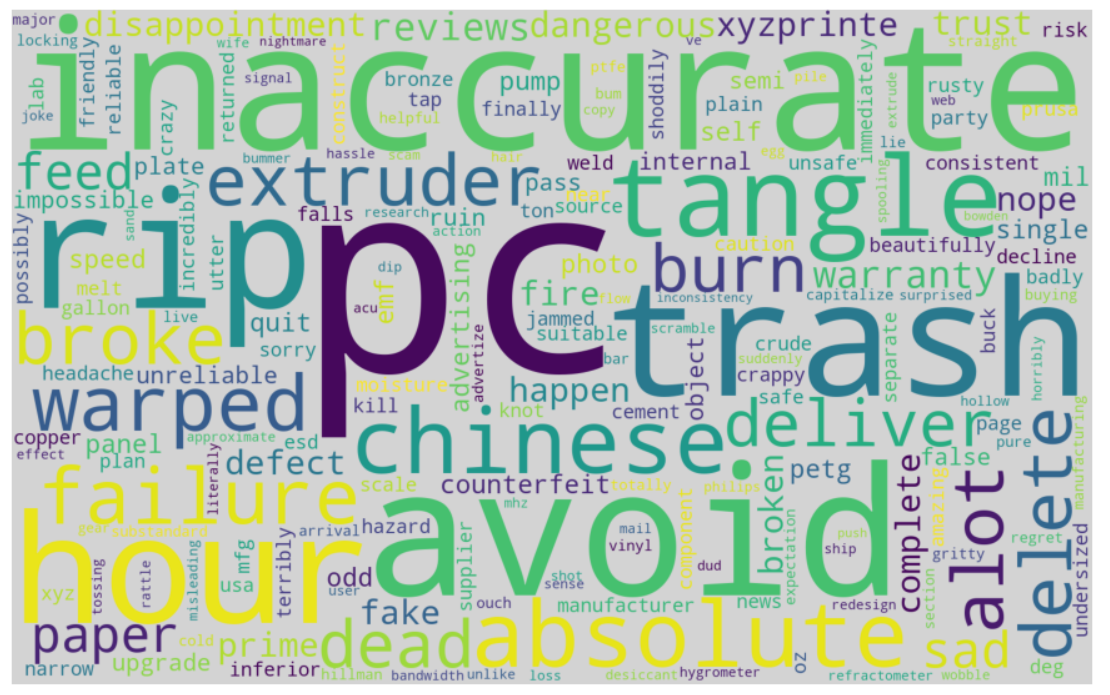 major
disappointment
reviews
dangerous
xyzprinte
trust
risk
locking
wife
nightmare
ve
straight
inaccurate
joke
lab
friendly
reliable
crazy
returned
signal
construct
bronze
tap
helpful
pump
finally
ptfe
bum
copy
pile
shoddily
semi
plain
self
immediately
extrude
rusty
web
party
prusa
lie
feed
plate
bummer
hassle
scam
hair
egg
weld
internal
unsafe
consistent
mil
impossible
extruder
pass
near
ton
source
tangle
spooling
bowden
nope
single
possibly
sand
incredibly
falls
research
action
ruin
rip
pc
utter
speed
melt
gallon
live
dip
acu
emf
advertising
advertize
photo
caution
burn
beautifully
decline
warranty
badly
fire
flow
inconsistency
capitalize
surprised
buying
broke
quit
sorry
jammed
suitable
bar
scramble
trash
crude
suddenly
crappy
safe
separate
buck
horribly
headache
unreliable
moisture
kill
happen
object
knot
cement
hollow
warped
chinese
deliver
page
pure
copper
effect
panel
plan
approximate
esd
defect
literally
false
manufacturing
delete
failure
scale
counterfeit
totally
philips
broken
petg
complete
amazing
alot
gear
substandard
arrival
hazard
mhz
mail
vinyl
component
dud
push
ship
expectation
gritty
regret
undersized
hour
avoid
xyz
tossing
rattle
misleading
usa
mfg
terribly
odd
user
supplier
shot
sense
ouch
fake
manufacturer
news
redesign
section
paper
cold
prime
dead
absolute
sad
narrow
upgrade
inferior
hillman
bandwidth
unlike
loss
desiccant
hygrometer
oz
refractometer
wobble
deg